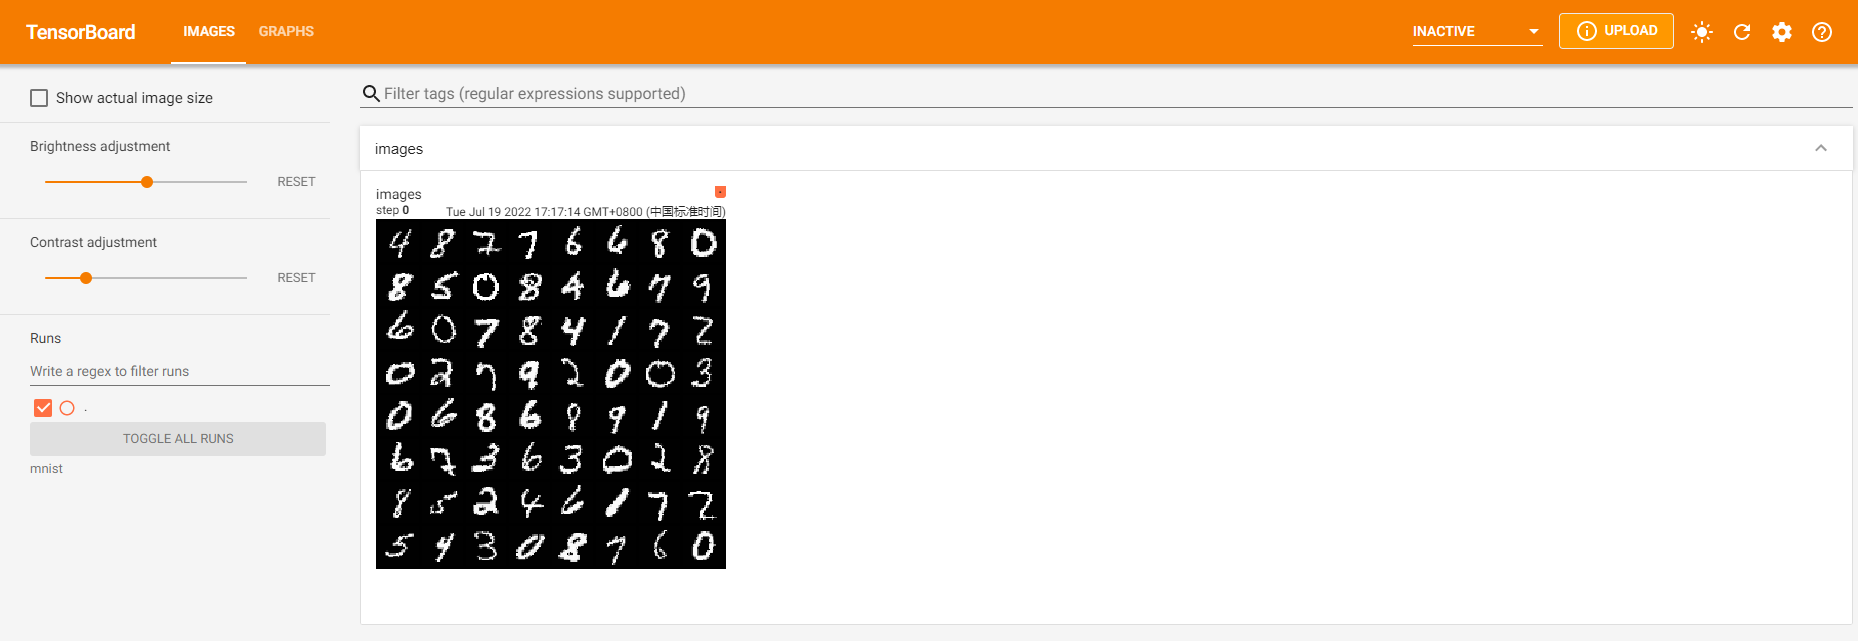 TensorBoard IMAGES GRAPHS INACTIVE UPLOAD
Show actual image size
Filter tags (regular expressions supported)
Brightness adjustment
RESET
Contrast adjustment
RESET
Runs
Write a regex to filter runs
.
TOGGLE ALL RUNS
mnist
images
images
step 0 Tue Jul 19 2022 17:17:14 GMT+0800 (中国标准时间)
4 8 7 7 6 6 8 0
8 5 0 8 4 6 7 9
6 0 7 8 4 1 7 2
0 2 7 9 2 0 0 3
0 6 8 6 8 9 1 9
6 7 3 6 3 0 2 8
8 5 2 4 6 1 7 2
5 4 3 0 8 7 6 0